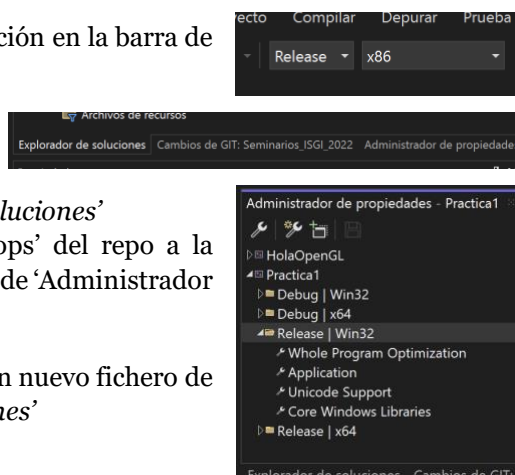 ción en la barra de
yecto Compilar Depurar Prueba
Release x86
Archivos de recursos
Explorador de soluciones Cambios de GIT: Seminarios_ISGI_2022 Administrador de propiedade
luciones'
ops' del repo a la
de 'Administrador
n nuevo fichero de
nes'
Administrador de propiedades - Practica1
HolaOpenGL
Practica1
Debug | Win32
Debug | x64
Release | Win32
Whole Program Optimization
Application
Unicode Support
Core Windows Libraries
Release | x64
Explorador de soluciones Cambios de GIT: